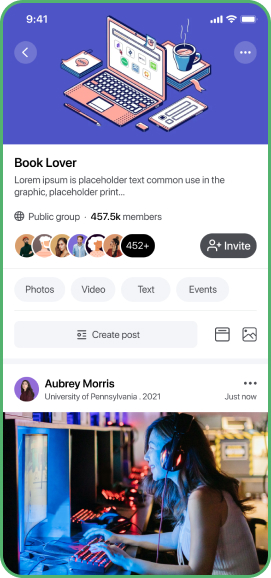 9:41
Book Lover
Lorem ipsum is placeholder text common use in the
graphic, placeholder print...
Public group · 457.5k members
452+
Invite
Photos
Video
Text
Events
Create post
Aubrey Morris
University of Pennsylvania . 2021
Just now